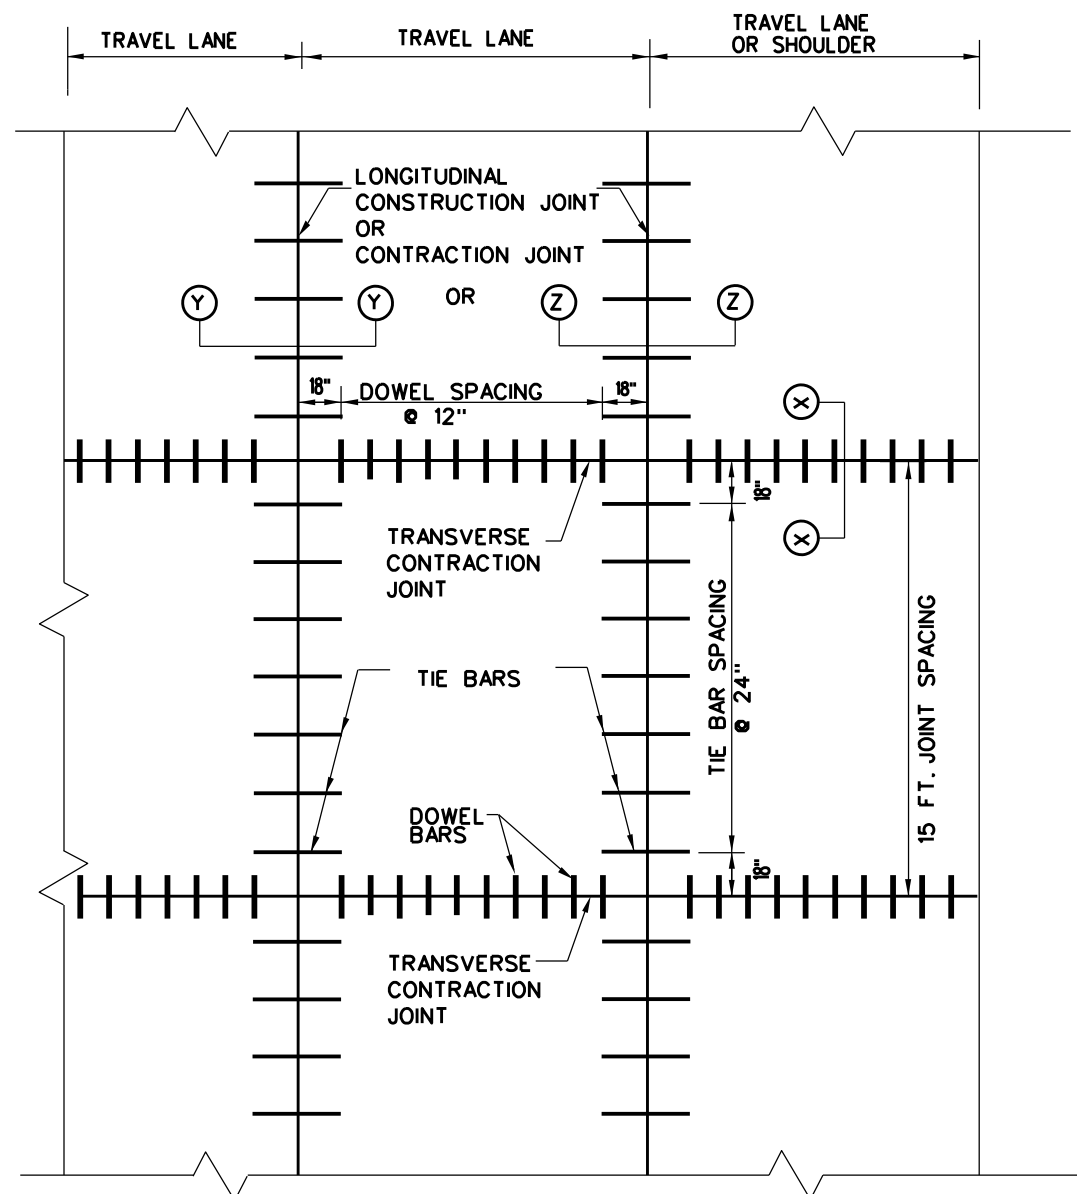 TRAVEL LANE
TRAVEL LANE
TRAVEL LANE
OR SHOULDER
LONGITUDINAL
CONSTRUCTION JOINT
OR
CONTRACTION JOINT
OR
Y
Y
Z
Z
18"
DOWEL SPACING
@ 12"
18"
X
X
18"
TRANSVERSE
CONTRACTION
JOINT
TIE BAR SPACING
@ 24"
15 FT. JOINT SPACING
TIE BARS
DOWEL
BARS
18"
TRANSVERSE
CONTRACTION
JOINT